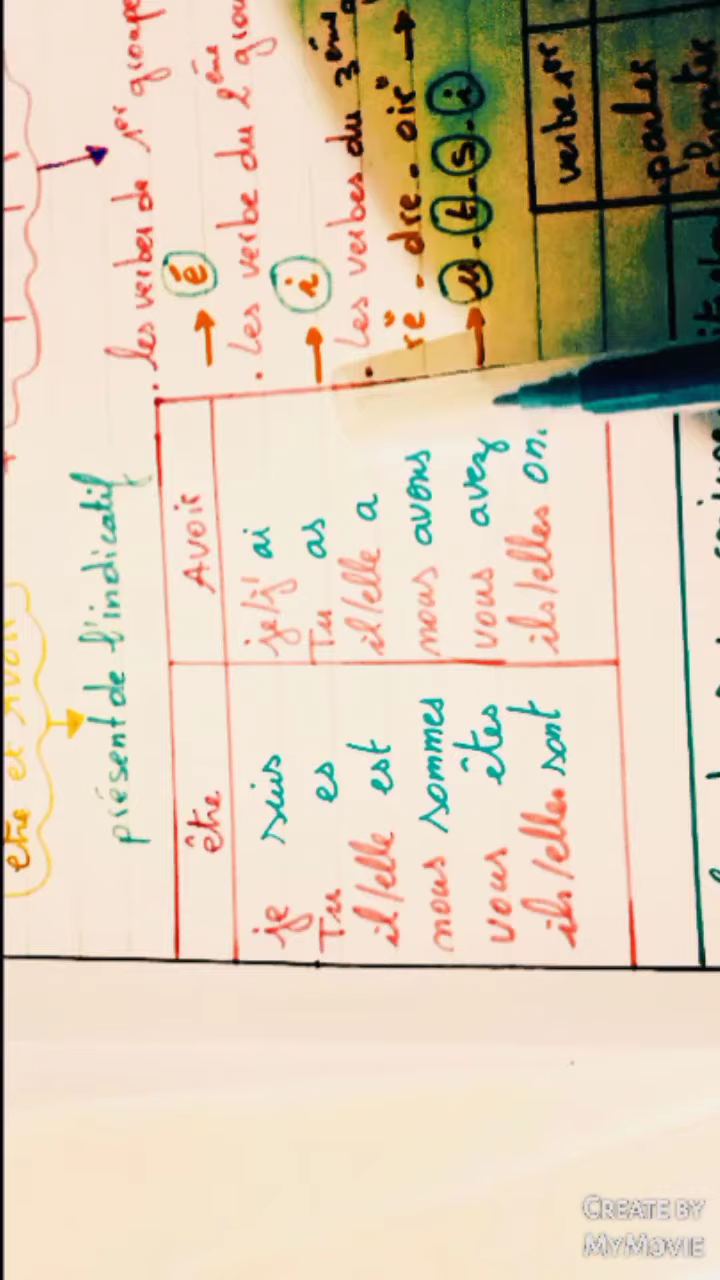 être et Avoir
présent de l'indicatif
être
Avoir
je suis
Tu es
il/elle est
nous sommes
vous êtes
ils/elles sont
je/j' ai
Tu as
il/elle a
nous avons
vous avez
ils/elles on.
. les verbes de 1er groupe
→ é
. les verbe du 2ème
→ i
. les verbes du 3ème
re - dre - oir" →
→ u - t - s - i
verbe 1er
parler
chanter
CREATE BY
MYMOVIE